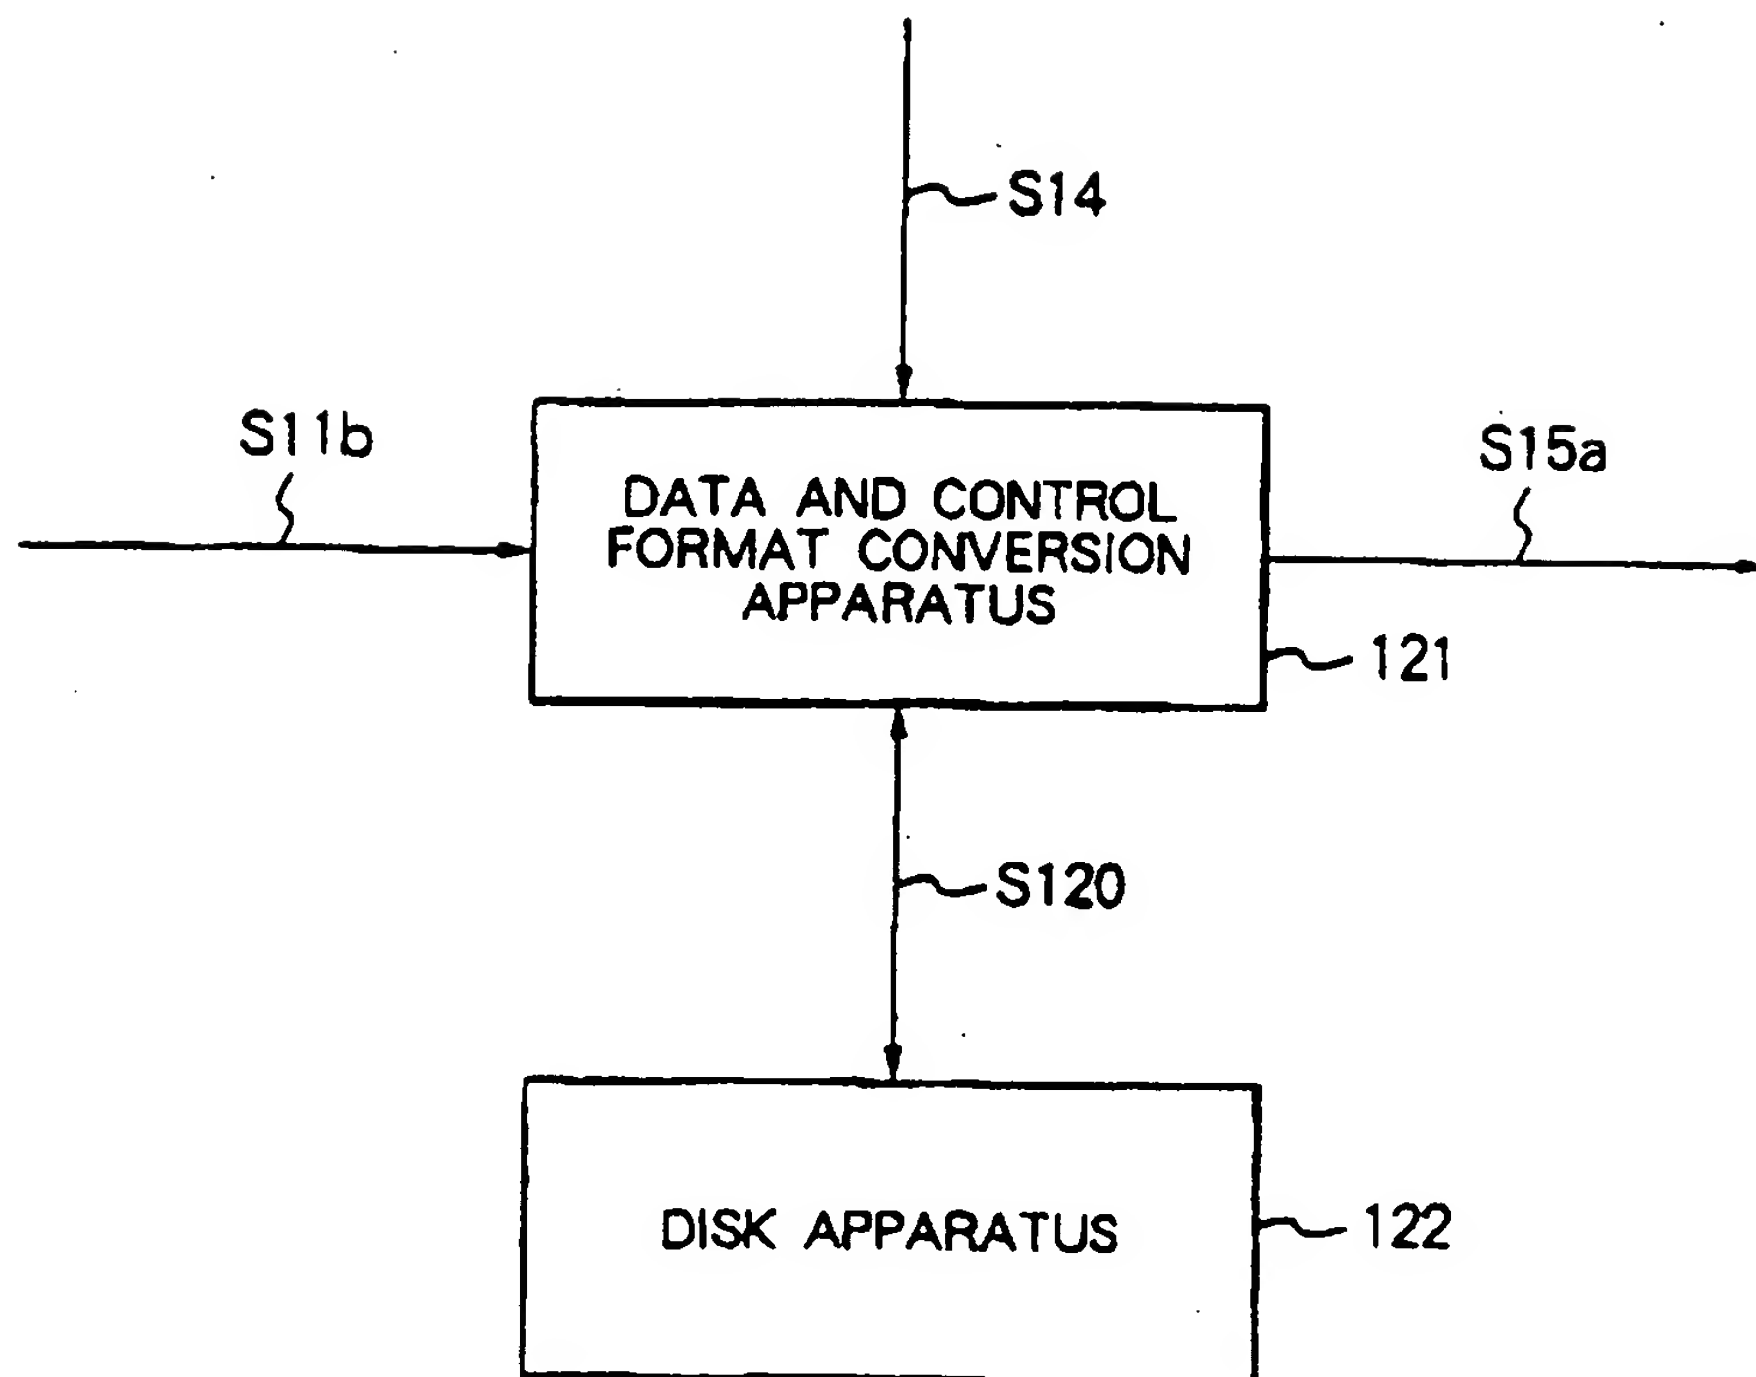 S14
S11b
S15a
DATA AND CONTROL
FORMAT CONVERSION
APPARATUS
121
S120
DISK APPARATUS
122